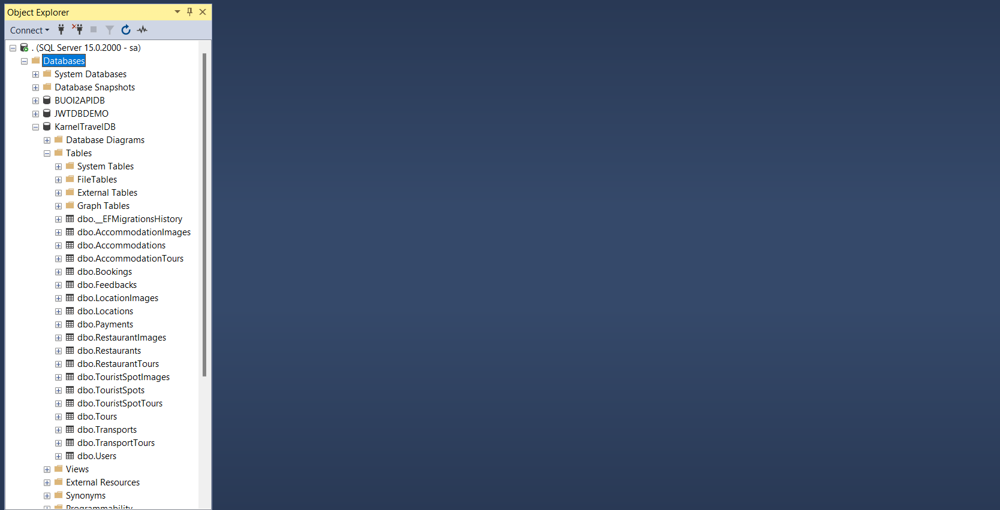 Object Explorer
Connect
. (SQL Server 15.0.2000 - sa)
Databases
System Databases
Database Snapshots
BUOI2APIDB
JWTDBDEMO
KarnelTravelDB
Database Diagrams
Tables
System Tables
FileTables
External Tables
Graph Tables
dbo.__EFMigrationsHistory
dbo.AccommodationImages
dbo.Accommodations
dbo.AccommodationTours
dbo.Bookings
dbo.Feedbacks
dbo.LocationImages
dbo.Locations
dbo.Payments
dbo.RestaurantImages
dbo.Restaurants
dbo.RestaurantTours
dbo.TouristSpotImages
dbo.TouristSpots
dbo.TouristSpotTours
dbo.Tours
dbo.Transports
dbo.TransportTours
dbo.Users
Views
External Resources
Synonyms
Programmability